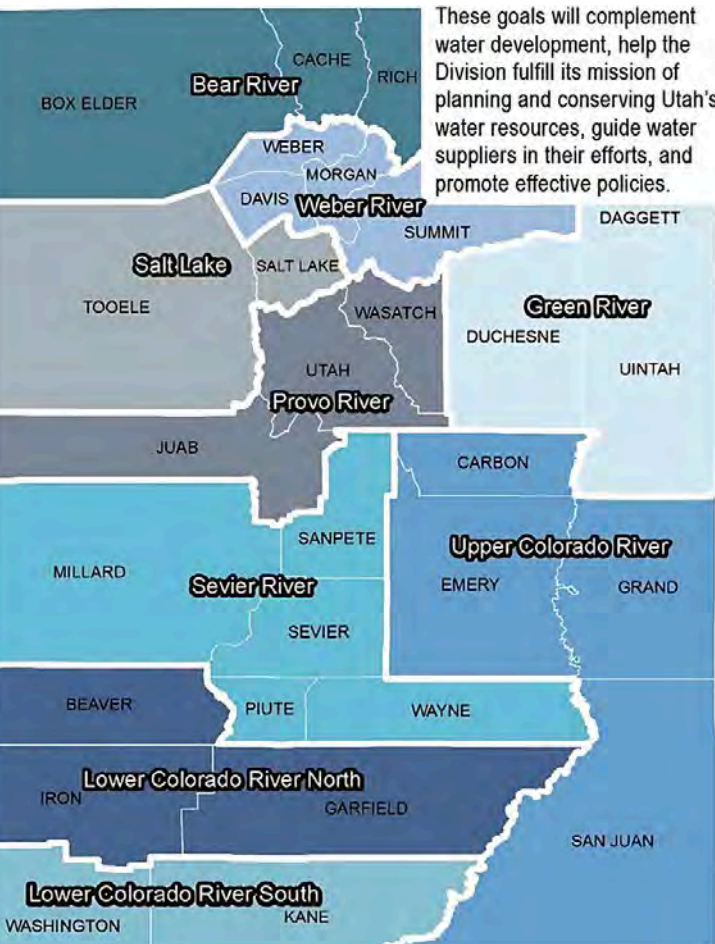 These goals will complement
water development, help the
Division fulfill its mission of
planning and conserving Utah's
water resources, guide water
suppliers in their efforts, and
promote effective policies.
CACHE
Bear River
RICH
BOX ELDER
WEBER
MORGAN
DAVIS
Weber River
SUMMIT
DAGGETT
Salt Lake
SALT LAKE
TOOELE
WASATCH
Green River
DUCHESNE
UINTAH
UTAH
Provo River
JUAB
CARBON
SANPETE
Upper Colorado River
MILLARD
Sevier River
EMERY
GRAND
SEVIER
BEAVER
PIUTE
WAYNE
Lower Colorado River North
IRON
GARFIELD
SAN JUAN
Lower Colorado River South
KANE
WASHINGTON